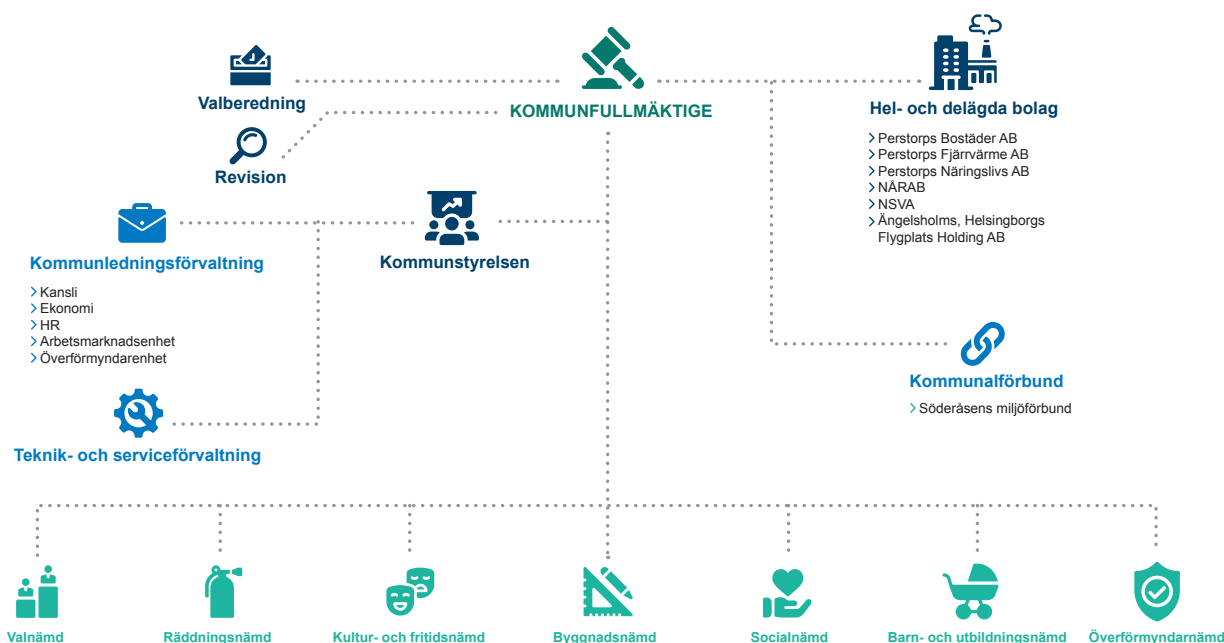 Valberedning
KOMMUNFULLMÄKTIGE
Hel- och delägda bolag
Perstorps Bostäder AB
Perstorps Fjärrvärme AB
Perstorps Näringslivs AB
NÅRAB
NSVA
Ängelsholms, Helsingborgs
Flygplats Holding AB
Revision
Kommunstyrelsen
Kommunledningsförvaltning
Kansli
Ekonomi
HR
Arbetsmarknadsenhet
Överförmyndarenhet
Kommunalförbund
Söderåsens miljöförbund
Teknik- och serviceförvaltning
Valnämd
Räddningsnämd
Kultur- och fritidsnämd
Byggnadsnämd
Socialnämd
Barn- och utbildningsnämd
Överförmyndarnämd